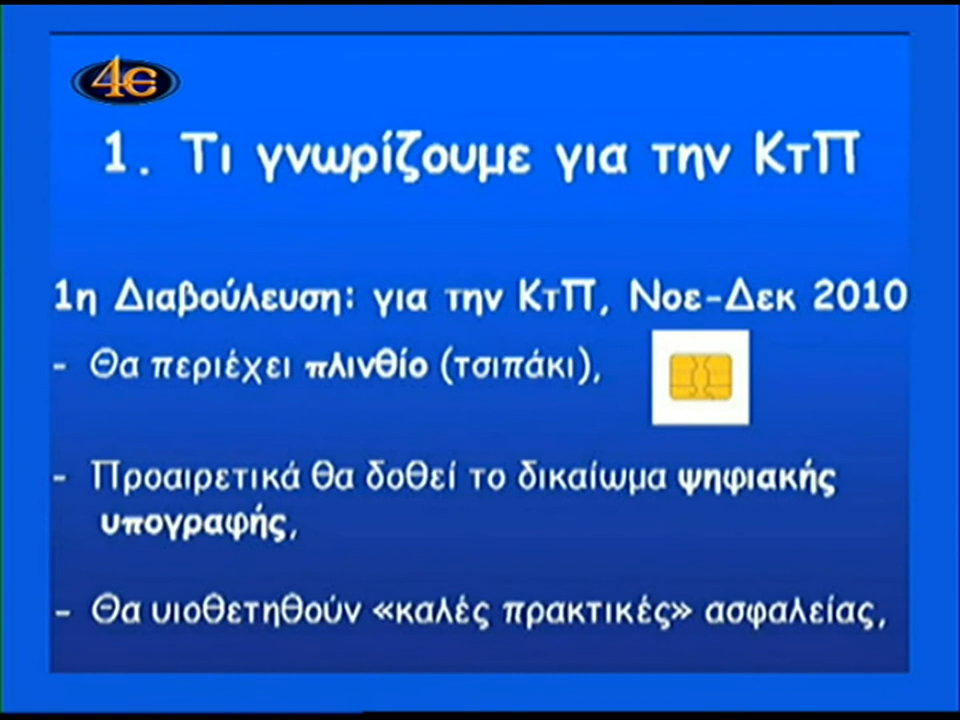 4e
1. Τι γνωρίζουμε για την ΚτΠ
1η Διαβούλευση: για την ΚτΠ, Νοε-Δεκ 2010
- Θα περιέχει πλινθίο (τσιπάκι),
- Προαιρετικά θα δοθεί το δικαίωμα ψηφιακής
υπογραφής,
- Θα υιοθετηθούν «καλές πρακτικές» ασφαλείας,